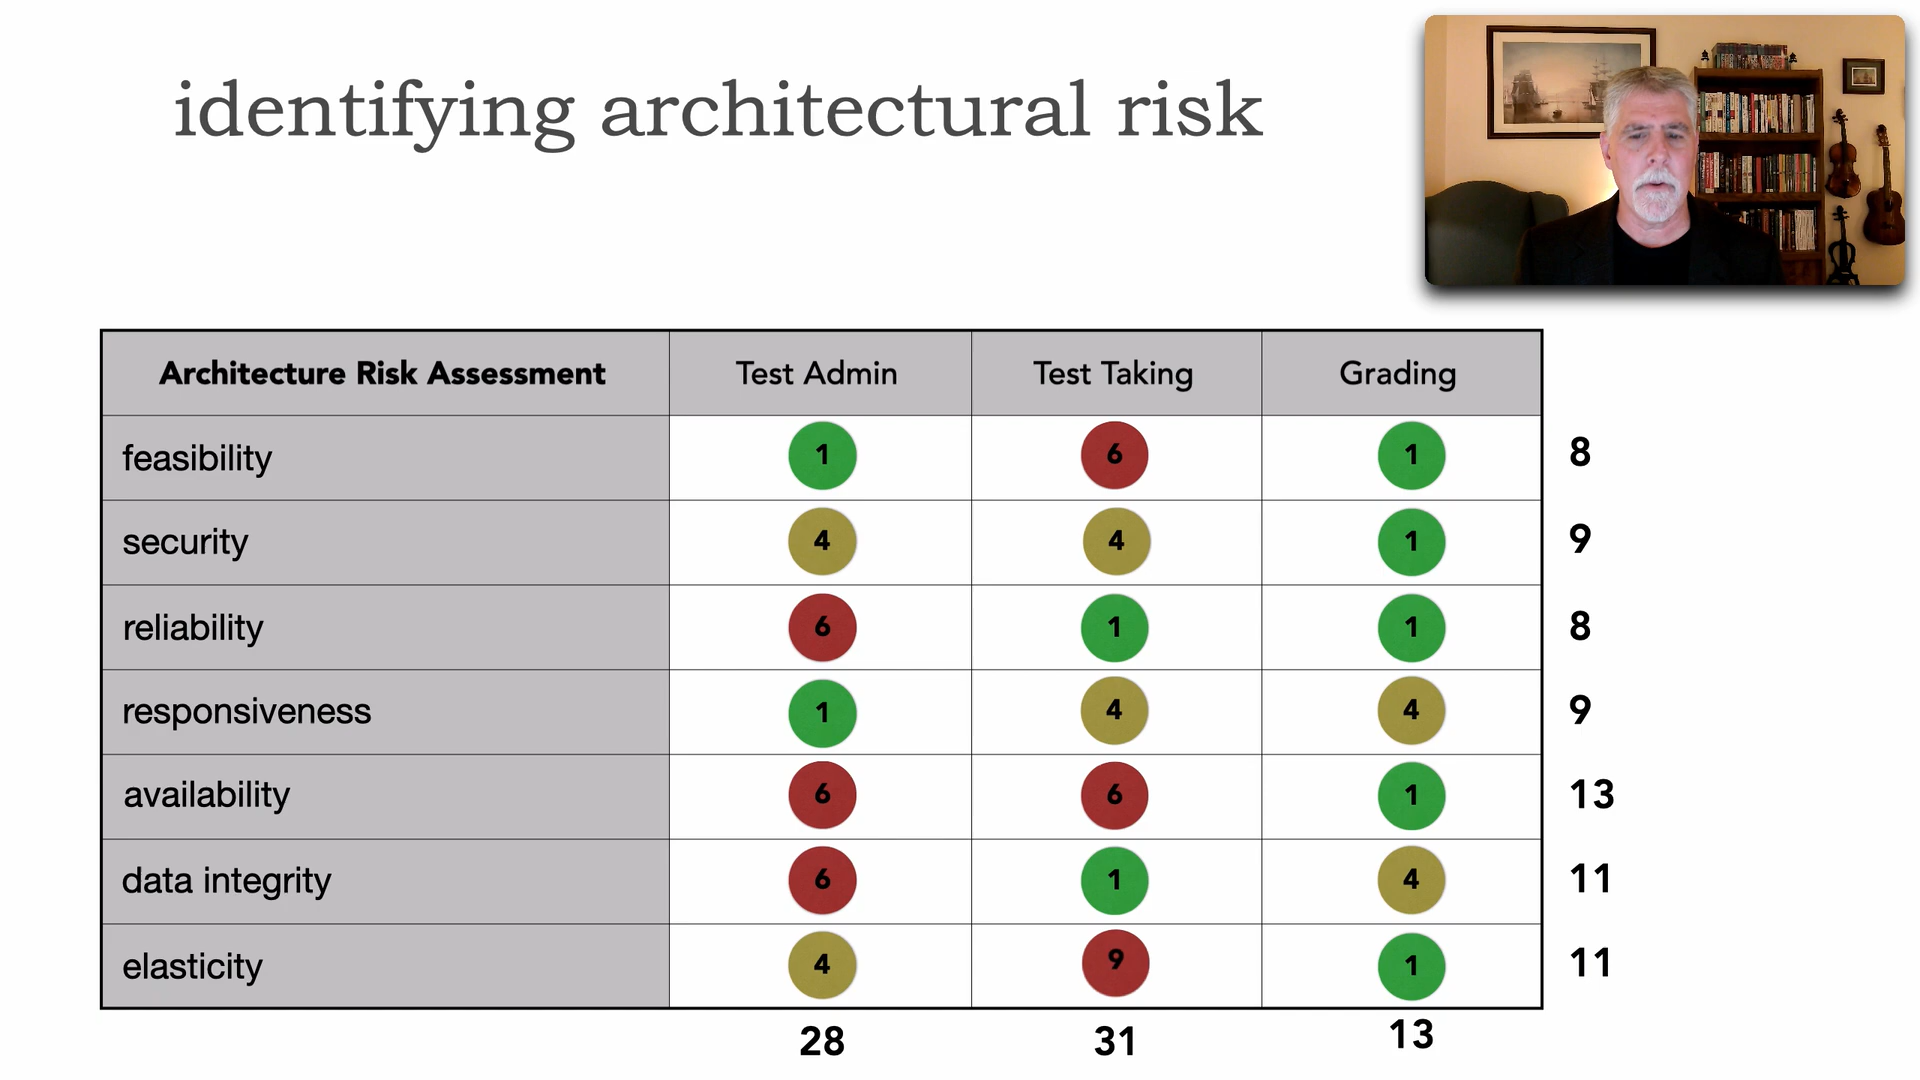 identifying architectural risk
Architecture Risk Assessment Test Admin Test Taking Grading
feasibility 1 6 1 8
security 4 4 1 9
reliability 6 1 1 8
responsiveness 1 4 4 9
availability 6 6 1 13
data integrity 6 1 4 11
elasticity 4 9 1 11
28 31 13